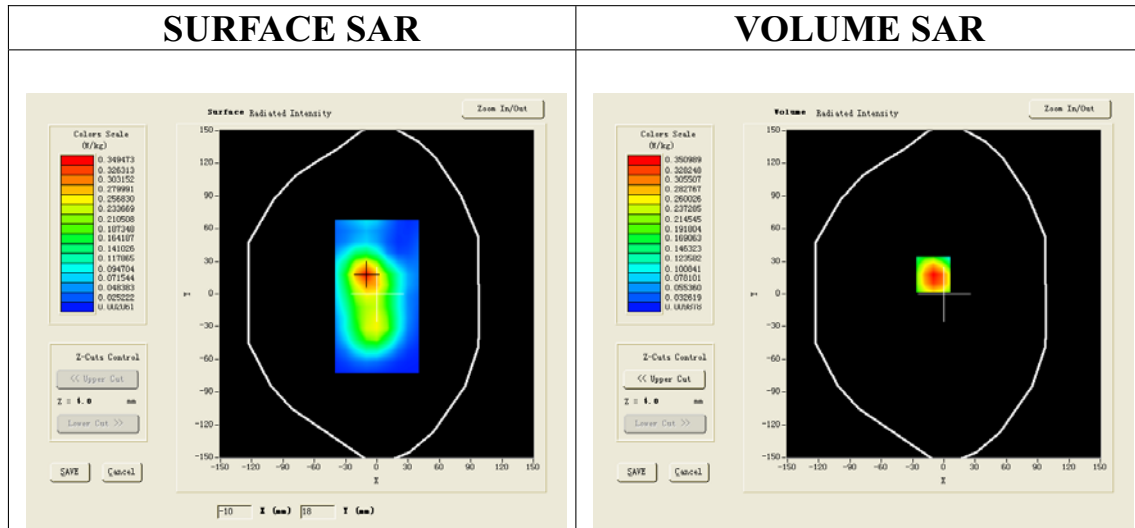 SURFACE SAR
VOLUME SAR
Surface Radiated Intensity
Zoom In/Out
Colors Scale
(W/kg)
0.349473
0.326313
0.303152
0.279991
0.256830
0.233669
0.210508
0.187348
0.164187
0.141026
0.117865
0.094704
0.071544
0.048383
0.025222
0.002061
150
120
90
60
30
0
-30
-60
-90
-120
-150
Y
-150 -120 -90 -60 -30 0 30 60 90 120 150
X
Z-Cuts Control
<< Upper Cut
Z = 4.0 mm
Lower Cut >>
SAVE Cancel
-10 X (mm) 18 Y (mm)
Volume Radiated Intensity
Zoom In/Out
Colors Scale
(W/kg)
0.350989
0.328248
0.305507
0.282767
0.260026
0.237285
0.214545
0.191804
0.169063
0.146323
0.123582
0.100841
0.078101
0.055360
0.032619
150
120
90
60
30
0
-30
-60
-90
-120
-150
Y
-150 -120 -90 -60 -30 0 30 60 90 120 150
X
Z-Cuts Control
<< Upper Cut
Z = 4.0 mm
Lower Cut >>
SAVE Cancel